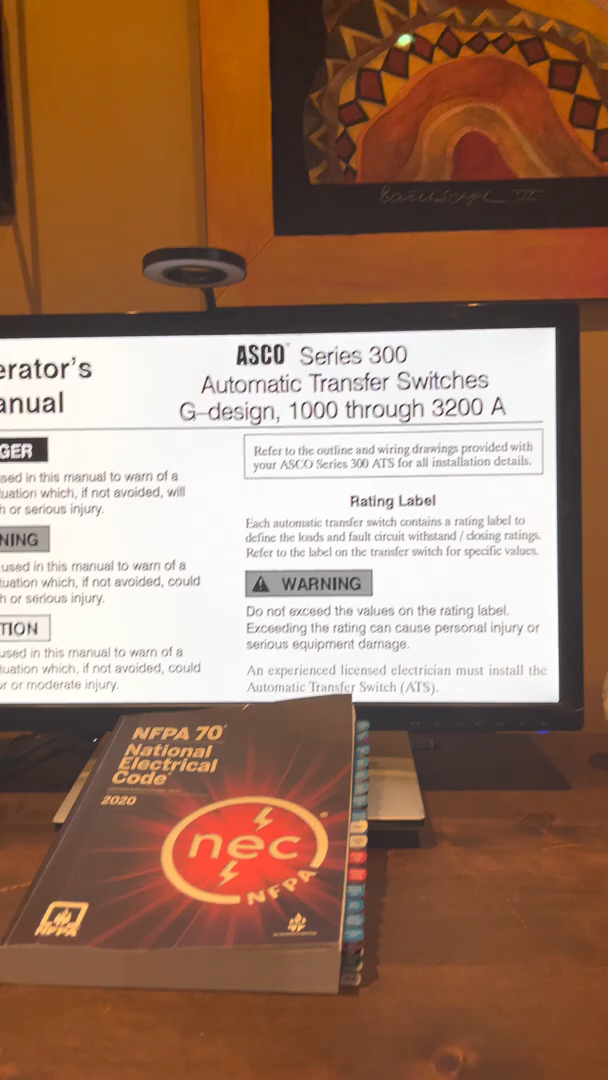 erator's
anual
GER
sed in this manual to warn of a
uation which, if not avoided, will
h or serious injury.
NING
used in this manual to warn of a
tuation which, if not avoided, could
h or serious injury.
TION
used in this manual to warn of a
tuation which, if not avoided, could
or or moderate injury.
ASCO Series 300
Automatic Transfer Switches
G–design, 1000 through 3200 A
Refer to the outline and wiring drawings provided with
your ASCO Series 300 ATS for all installation details.
Rating Label
Each automatic transfer switch contains a rating label to
define the loads and fault circuit withstand / closing ratings.
Refer to the label on the transfer switch for specific values.
WARNING
Do not exceed the values on the rating label.
Exceeding the rating can cause personal injury or
serious equipment damage.
An experienced licensed electrician must install the
Automatic Transfer Switch (ATS).
NFPA 70®
National
Electrical
Code®
2020
nec®
NFPA
NFPA